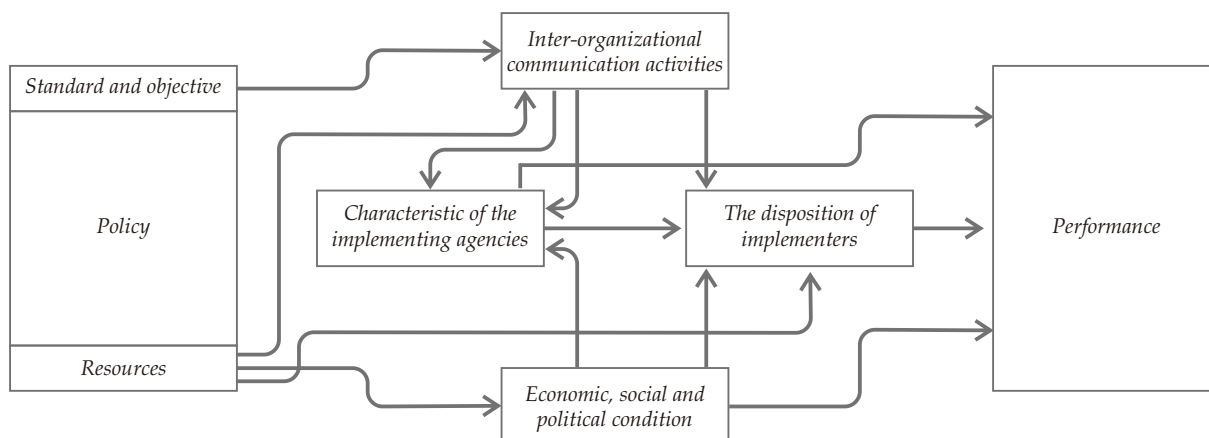 Inter-organizational
communication activities
Standard and objective
Policy
Characteristic of the
implementing agencies
The disposition of
implementers
Performance
Resources
Economic, social and
political condition